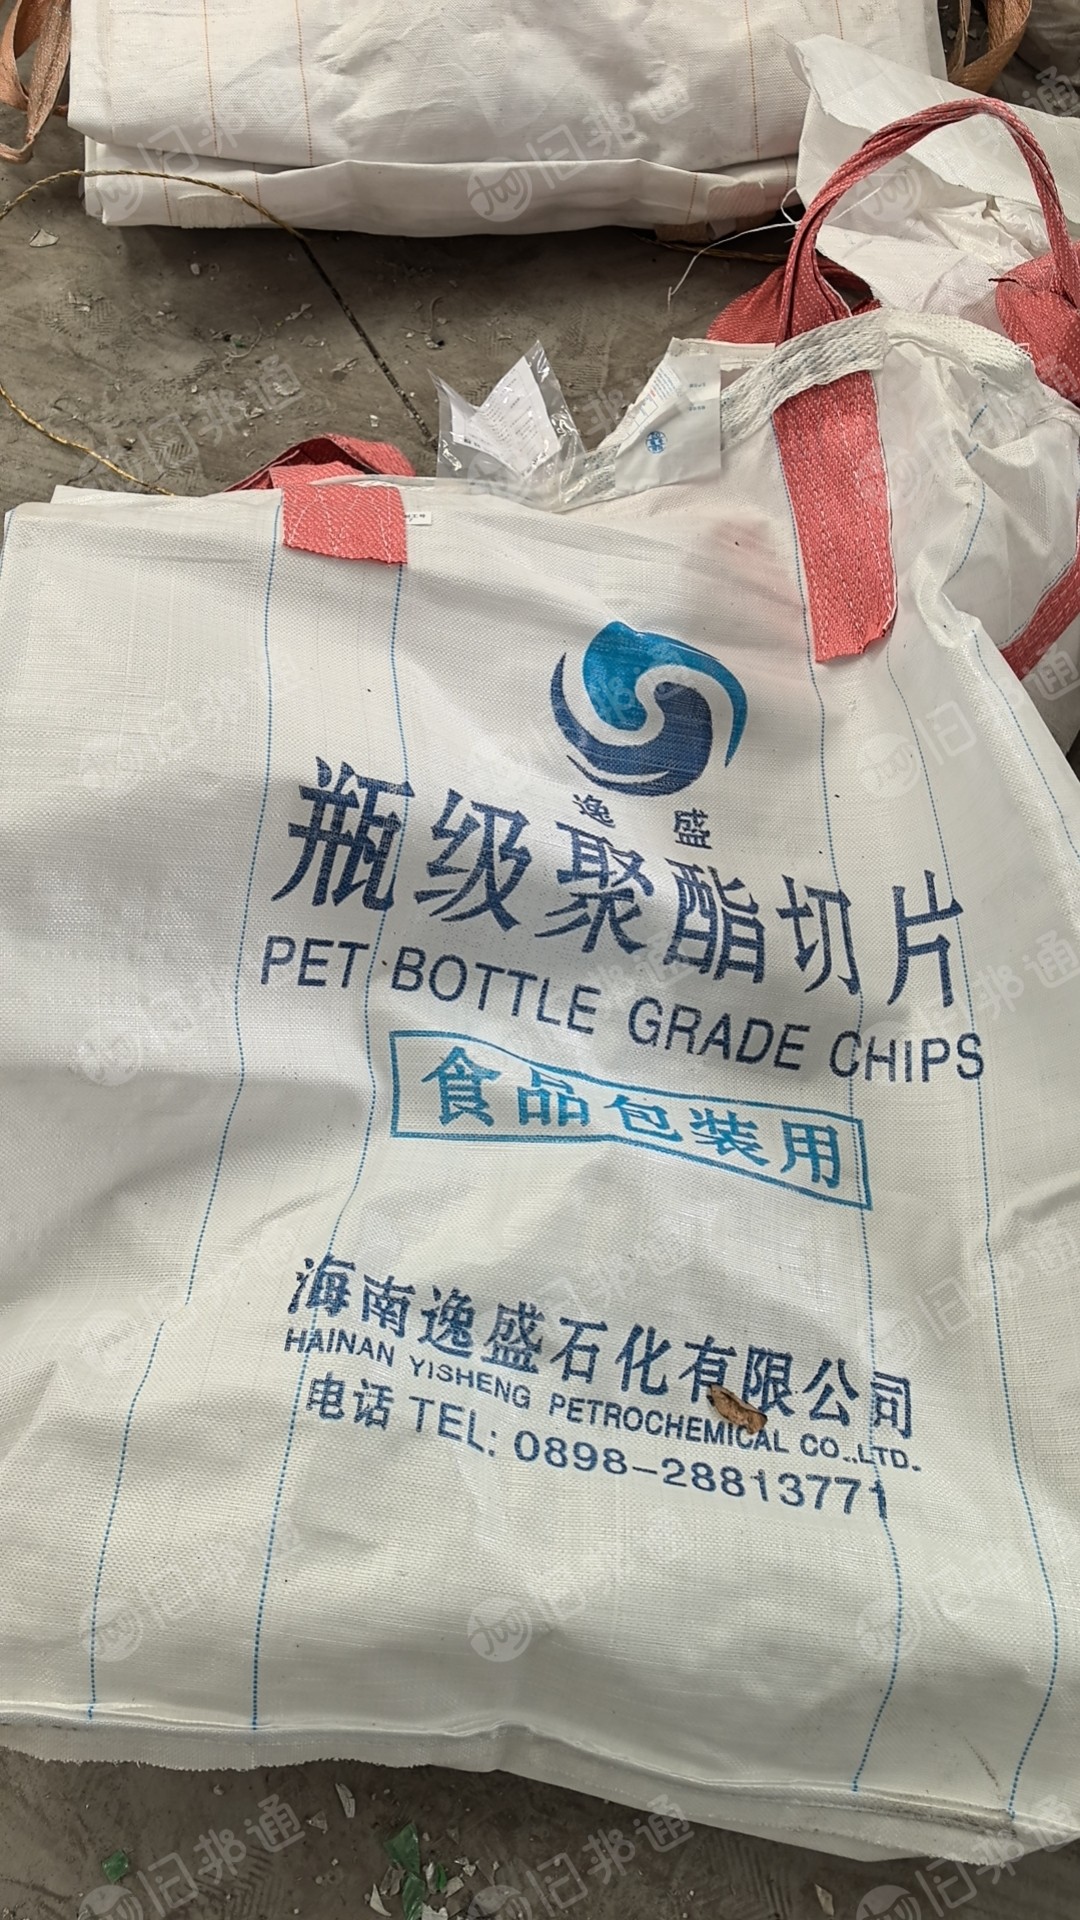 逸盛
瓶级聚酯切片
PET BOTTLE GRADE CHIPS
食品包装用
海南逸盛石化有限公司
HAINAN YISHENG PETROCHEMICAL CO.,LTD.
电话 TEL: 0898-28813771
旧邦通